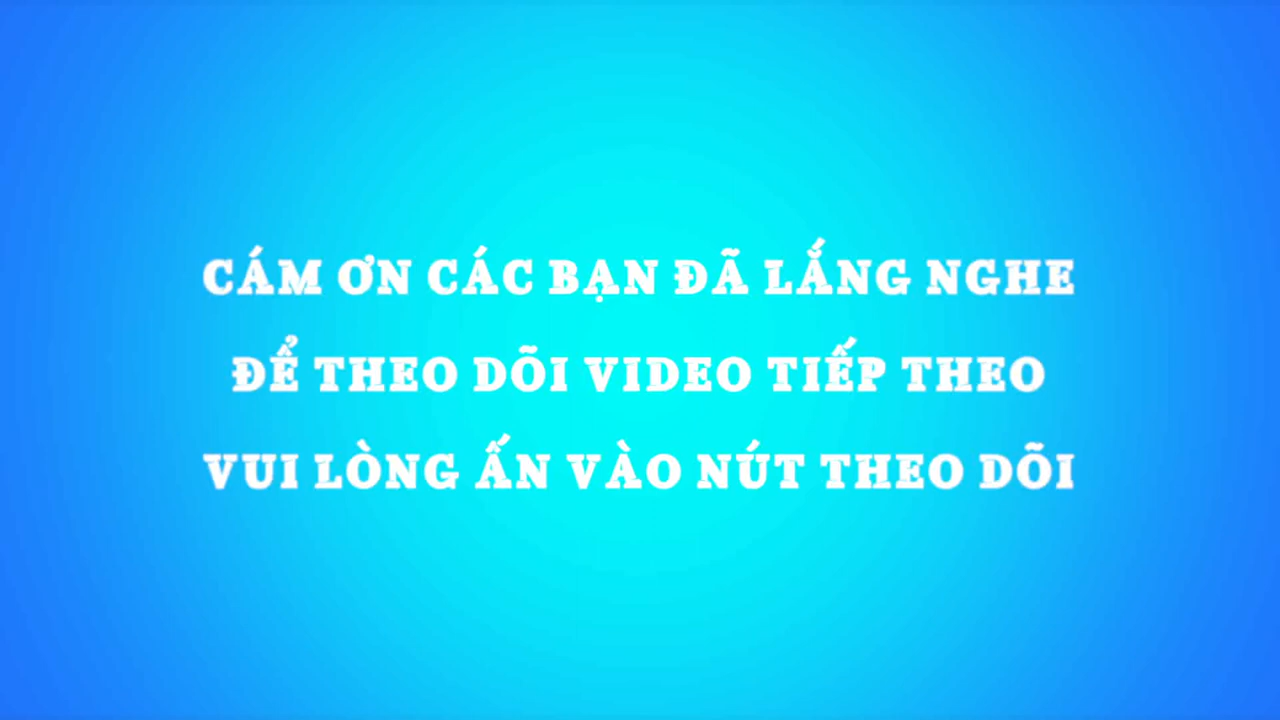 CÁM ƠN CÁC BẠN ĐÃ LẮNG NGHE
ĐỂ THEO DÕI VIDEO TIẾP THEO
VUI LÒNG ẤN VÀO NÚT THEO DÕI